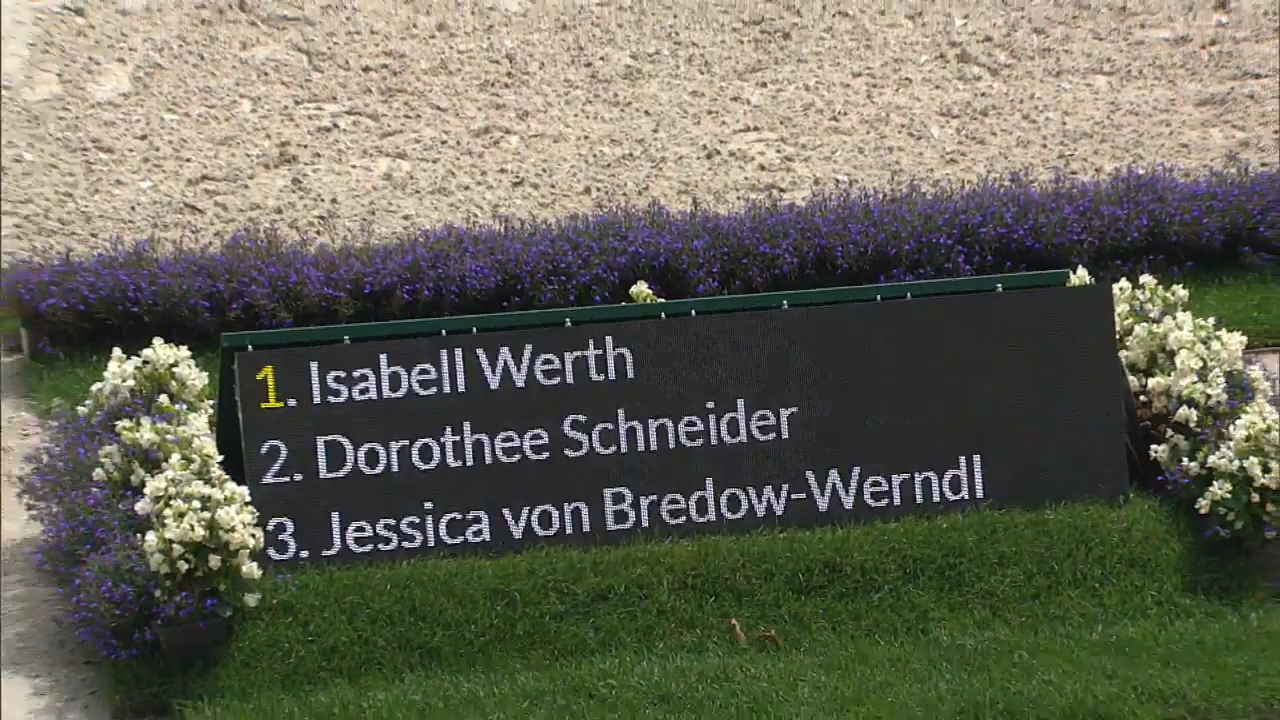 1. Isabell Werth
2. Dorothee Schneider
3. Jessica von Bredow-Werndl